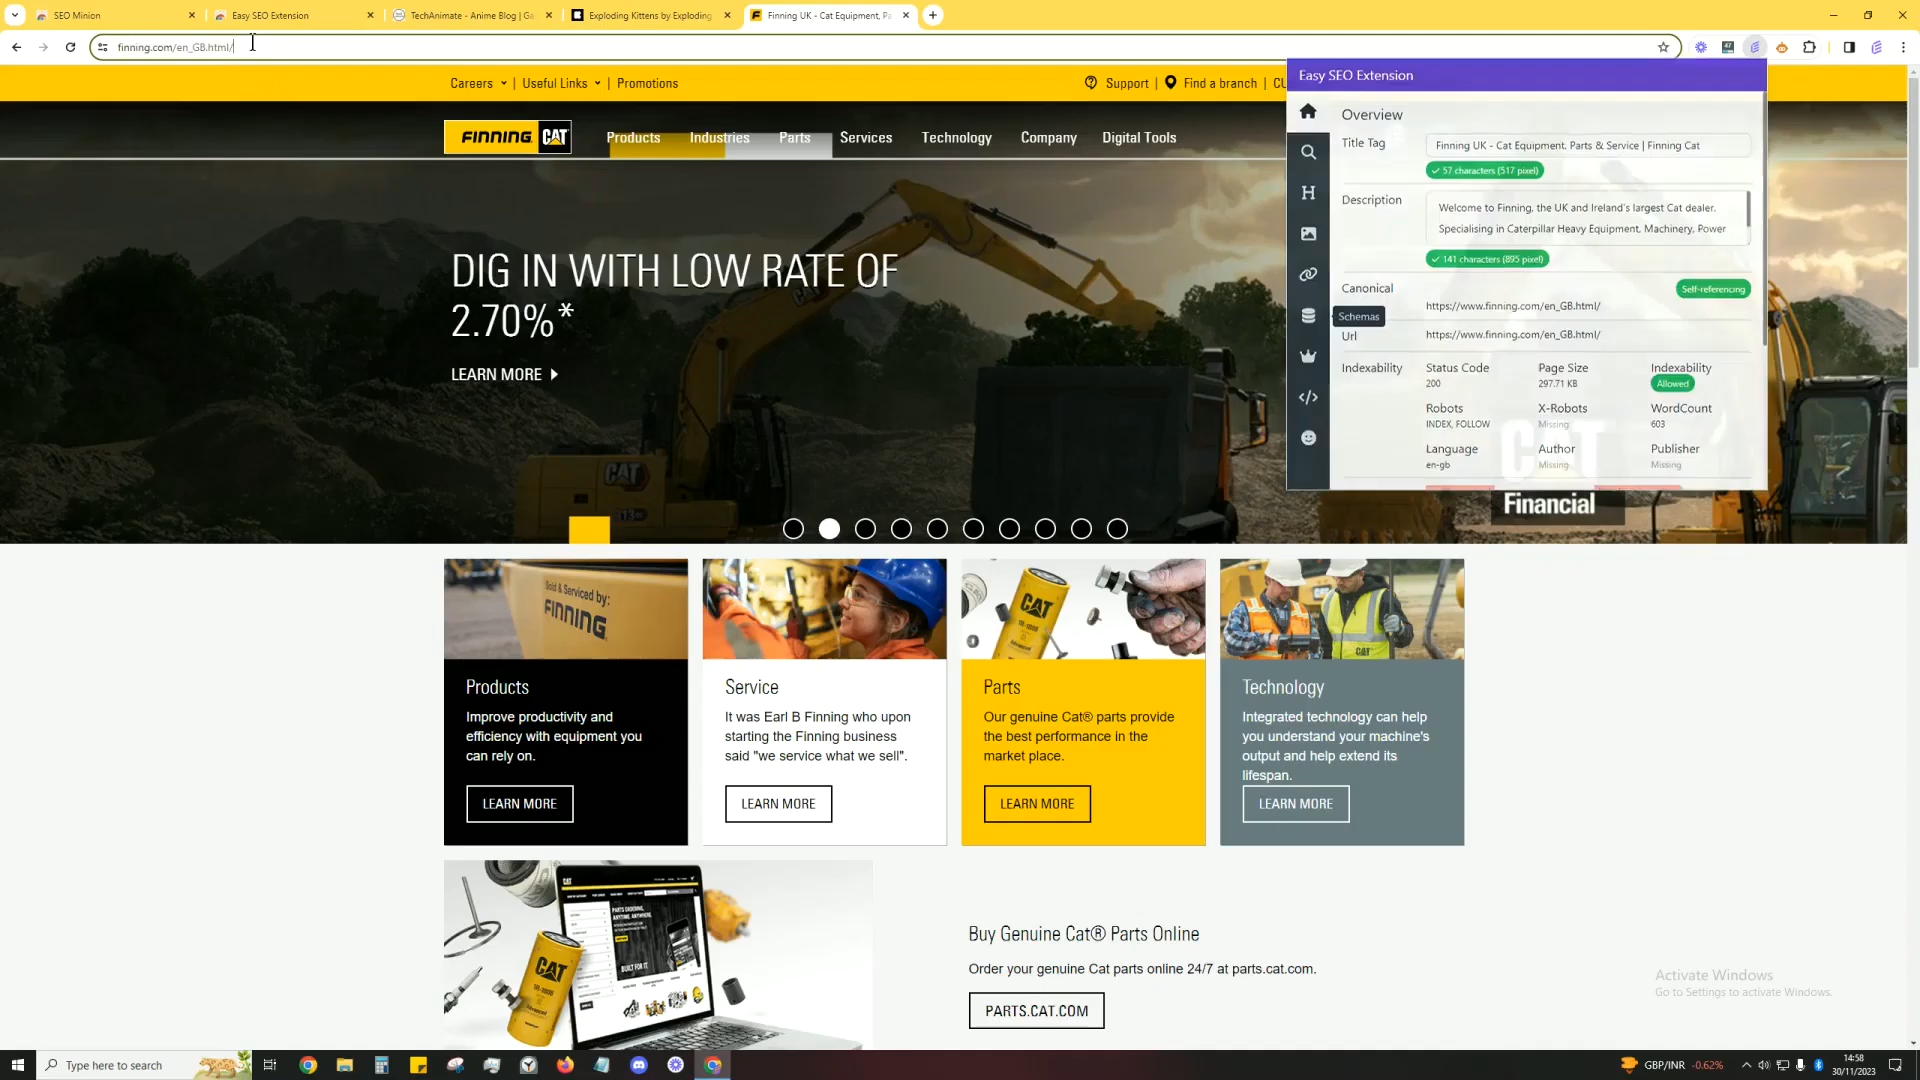 SEO Minion
Easy SEO Extension
TechAnimate - Anime Blog | Ga
Exploding Kittens by Exploding
Finning UK - Cat Equipment, Pa
finning.com/en_GB.html/
Careers | Useful Links | Promotions
Support | Find a branch | CU
FINNING CAT
Products
Industries
Parts
Services
Technology
Company
Digital Tools
DIG IN WITH LOW RATE OF
2.70%*
LEARN MORE
CAT
313
CAT
Financial
Easy SEO Extension
Overview
Title Tag
Finning UK - Cat Equipment, Parts & Service | Finning Cat
57 characters (517 pixel)
Description
Welcome to Finning, the UK and Ireland's largest Cat dealer.
Specialising in Caterpillar Heavy Equipment, Machinery, Power
141 characters (895 pixel)
Canonical
Self-referencing
https://www.finning.com/en_GB.html/
Schemas
Url
https://www.finning.com/en_GB.html/
Indexability
Status Code
Page Size
Indexability
200
297.71 KB
Allowed
Robots
X-Robots
WordCount
INDEX, FOLLOW
Missing
603
Language
Author
Publisher
en-gb
Missing
Missing
Sold & Serviced by:
FINNING
CAT
CAT
Products
Improve productivity and
efficiency with equipment you
can rely on.
LEARN MORE
Service
It was Earl B Finning who upon
starting the Finning business
said "we service what we sell".
LEARN MORE
Parts
Our genuine Cat® parts provide
the best performance in the
market place.
LEARN MORE
Technology
Integrated technology can help
you understand your machine's
output and help extend its
lifespan.
LEARN MORE
CAT
BUILT FOR IT
CAT
Buy Genuine Cat® Parts Online
Order your genuine Cat parts online 24/7 at parts.cat.com.
PARTS.CAT.COM
Activate Windows
Go to Settings to activate Windows.
Type here to search
GBP/INR -0.62%
14:58
30/11/2023